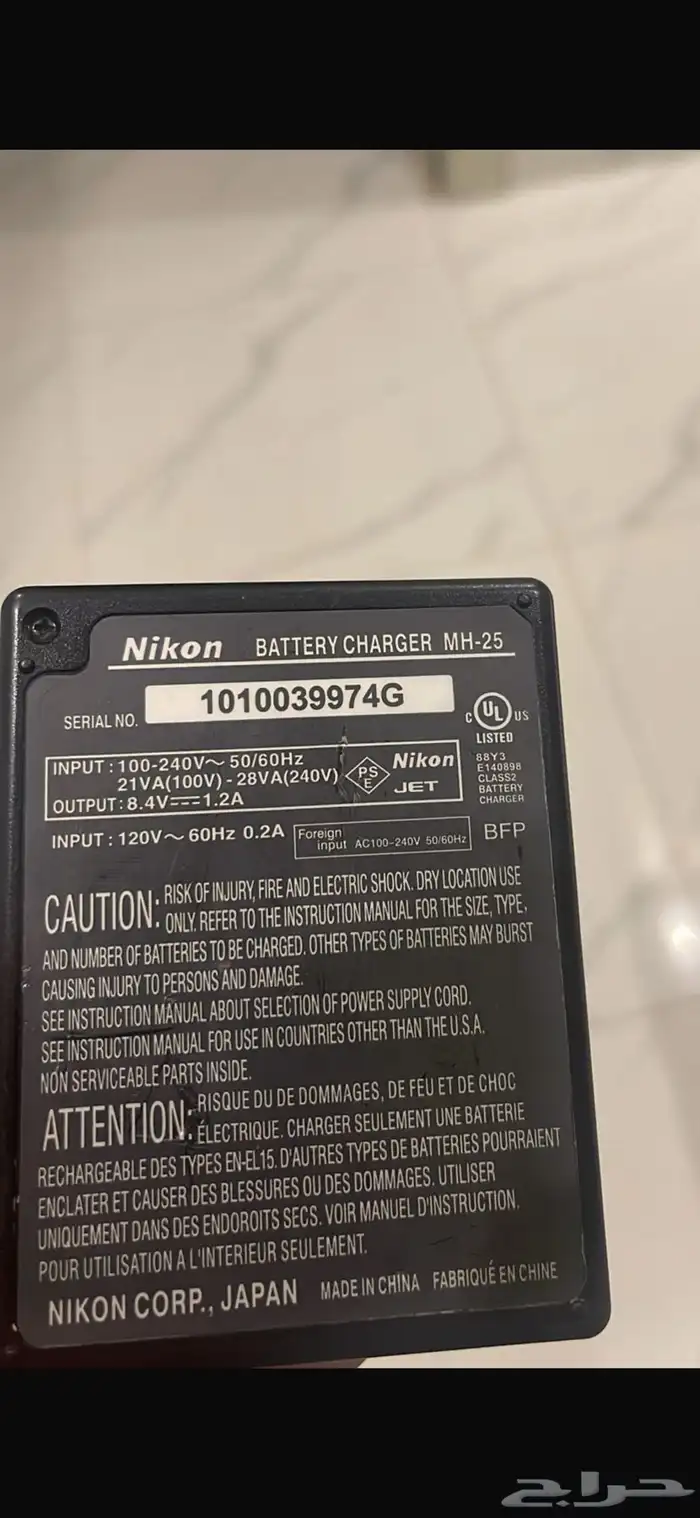 Nikon BATTERY CHARGER MH-25
SERIAL NO. 1010039974G
C UL US
LISTED
88Y3
E140898
CLASS2
BATTERY
CHARGER
INPUT : 100-240V～ 50/60Hz
21VA(100V) - 28VA(240V)
OUTPUT : 8.4V⎓1.2A
PS
E
Nikon
JET
INPUT : 120V～ 60Hz 0.2A
Foreign
input AC100-240V 50/60Hz
BFP
CAUTION: RISK OF INJURY, FIRE AND ELECTRIC SHOCK. DRY LOCATION USE
ONLY. REFER TO THE INSTRUCTION MANUAL FOR THE SIZE, TYPE,
AND NUMBER OF BATTERIES TO BE CHARGED. OTHER TYPES OF BATTERIES MAY BURST
CAUSING INJURY TO PERSONS AND DAMAGE.
SEE INSTRUCTION MANUAL ABOUT SELECTION OF POWER SUPPLY CORD.
SEE INSTRUCTION MANUAL FOR USE IN COUNTRIES OTHER THAN THE U.S.A.
NON SERVICEABLE PARTS INSIDE.
ATTENTION: RISQUE DU DE DOMMAGES, DE FEU ET DE CHOC
ÉLECTRIQUE. CHARGER SEULEMENT UNE BATTERIE
RECHARGEABLE DES TYPES EN-EL15. D'AUTRES TYPES DE BATTERIES POURRAIENT
ENCLATER ET CAUSER DES BLESSURES OU DES DOMMAGES. UTILISER
UNIQUEMENT DANS DES ENDOROITS SECS. VOIR MANUEL D'INSTRUCTION.
POUR UTILISATION A L'INTERIEUR SEULEMENT.
NIKON CORP., JAPAN MADE IN CHINA FABRIQUÉ EN CHINE
حراج